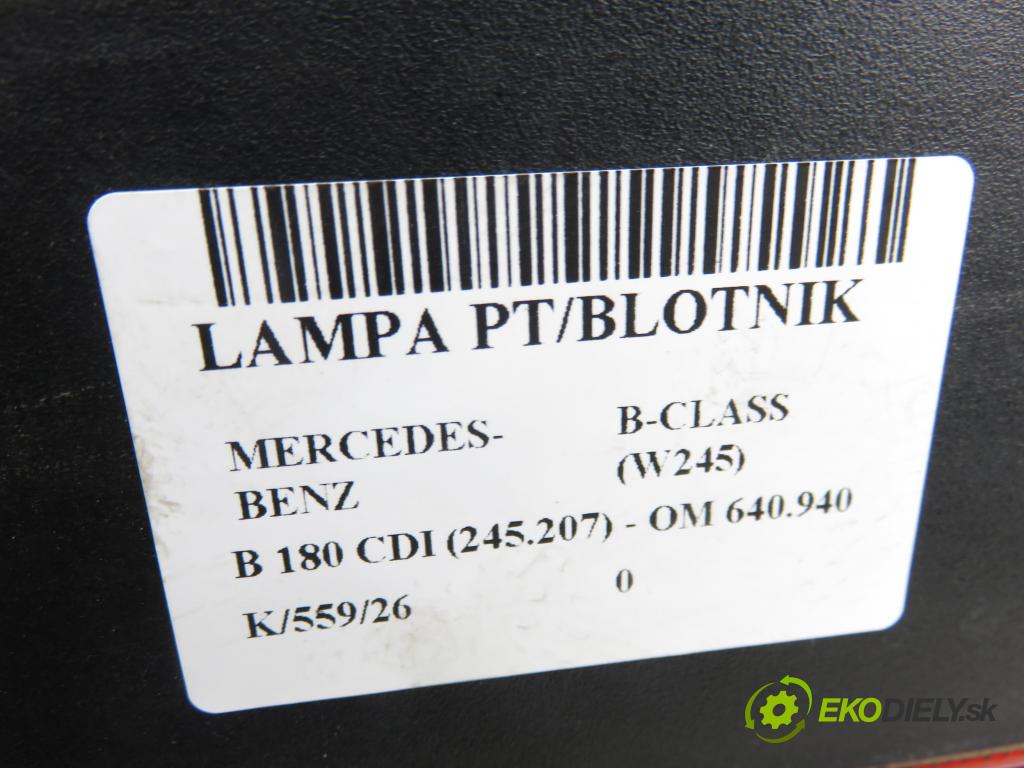 LAMPA PT/BLOTNIK
MERCEDES-
BENZ
B-CLASS
(W245)
B 180 CDI (245.207) - OM 640.940
K/559/26
0
EKODIELY.sk